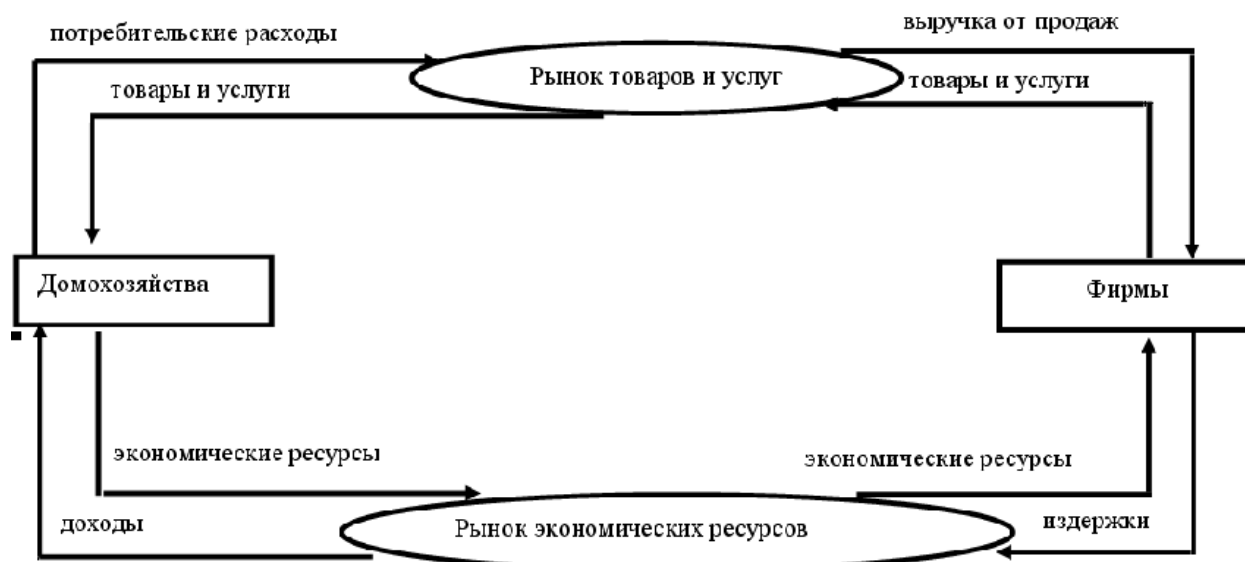 потребительские расходы
выручка от продаж
Рынок товаров и услуг
товары и услуги
товары и услуги
Домохозяйства
Фирмы
экономические ресурсы
экономические ресурсы
доходы
Рынок экономических ресурсов
издержки